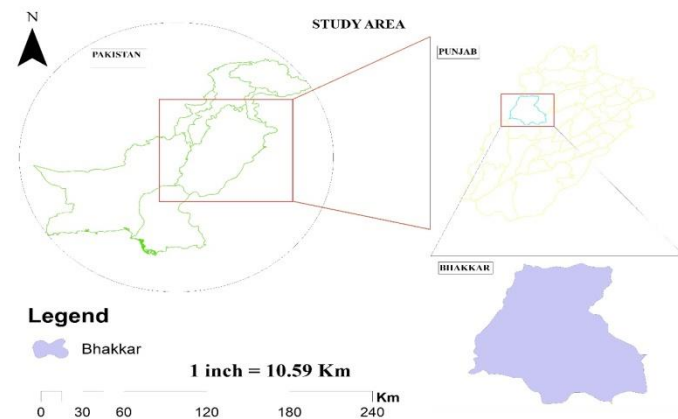 STUDY AREA
N
PAKISTAN
PUNJAB
BHAKKAR
Legend
Bhakkar
1 inch = 10.59 Km
Km
0 30 60 120 180 240